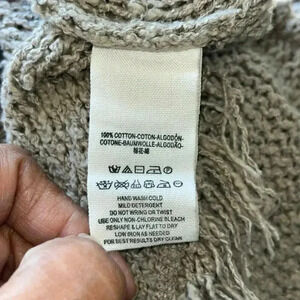 100% COTTON-COTON-ALGODÓN-
COTONE-BAUMWOLLE-ALGODÃO-
HAND WASH COLD
MILD DETERGENT
DO NOT WRING OR TWIST
USE ONLY NON-CHLORINE BLEACH
RESHAPE & LAY FLAT TO DRY
LOW IRON AS NEEDED
FOR BEST RESULTS DRY CLEAN